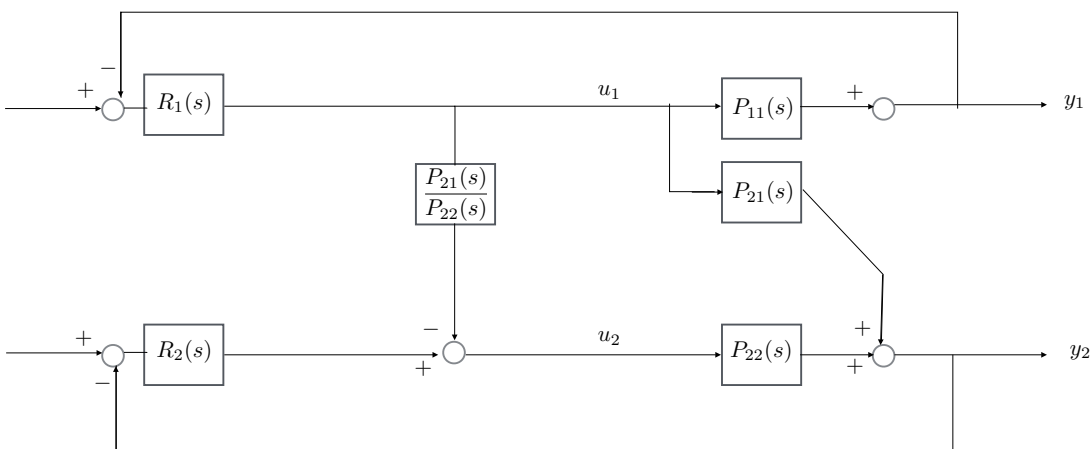 −
+
R₁(s)
u₁
P₁₁(s)
+
y₁
P₂₁(s)
P₂₂(s)
P₂₁(s)
−
+
+
R₂(s)
−
+
u₂
P₂₂(s)
+
y₂